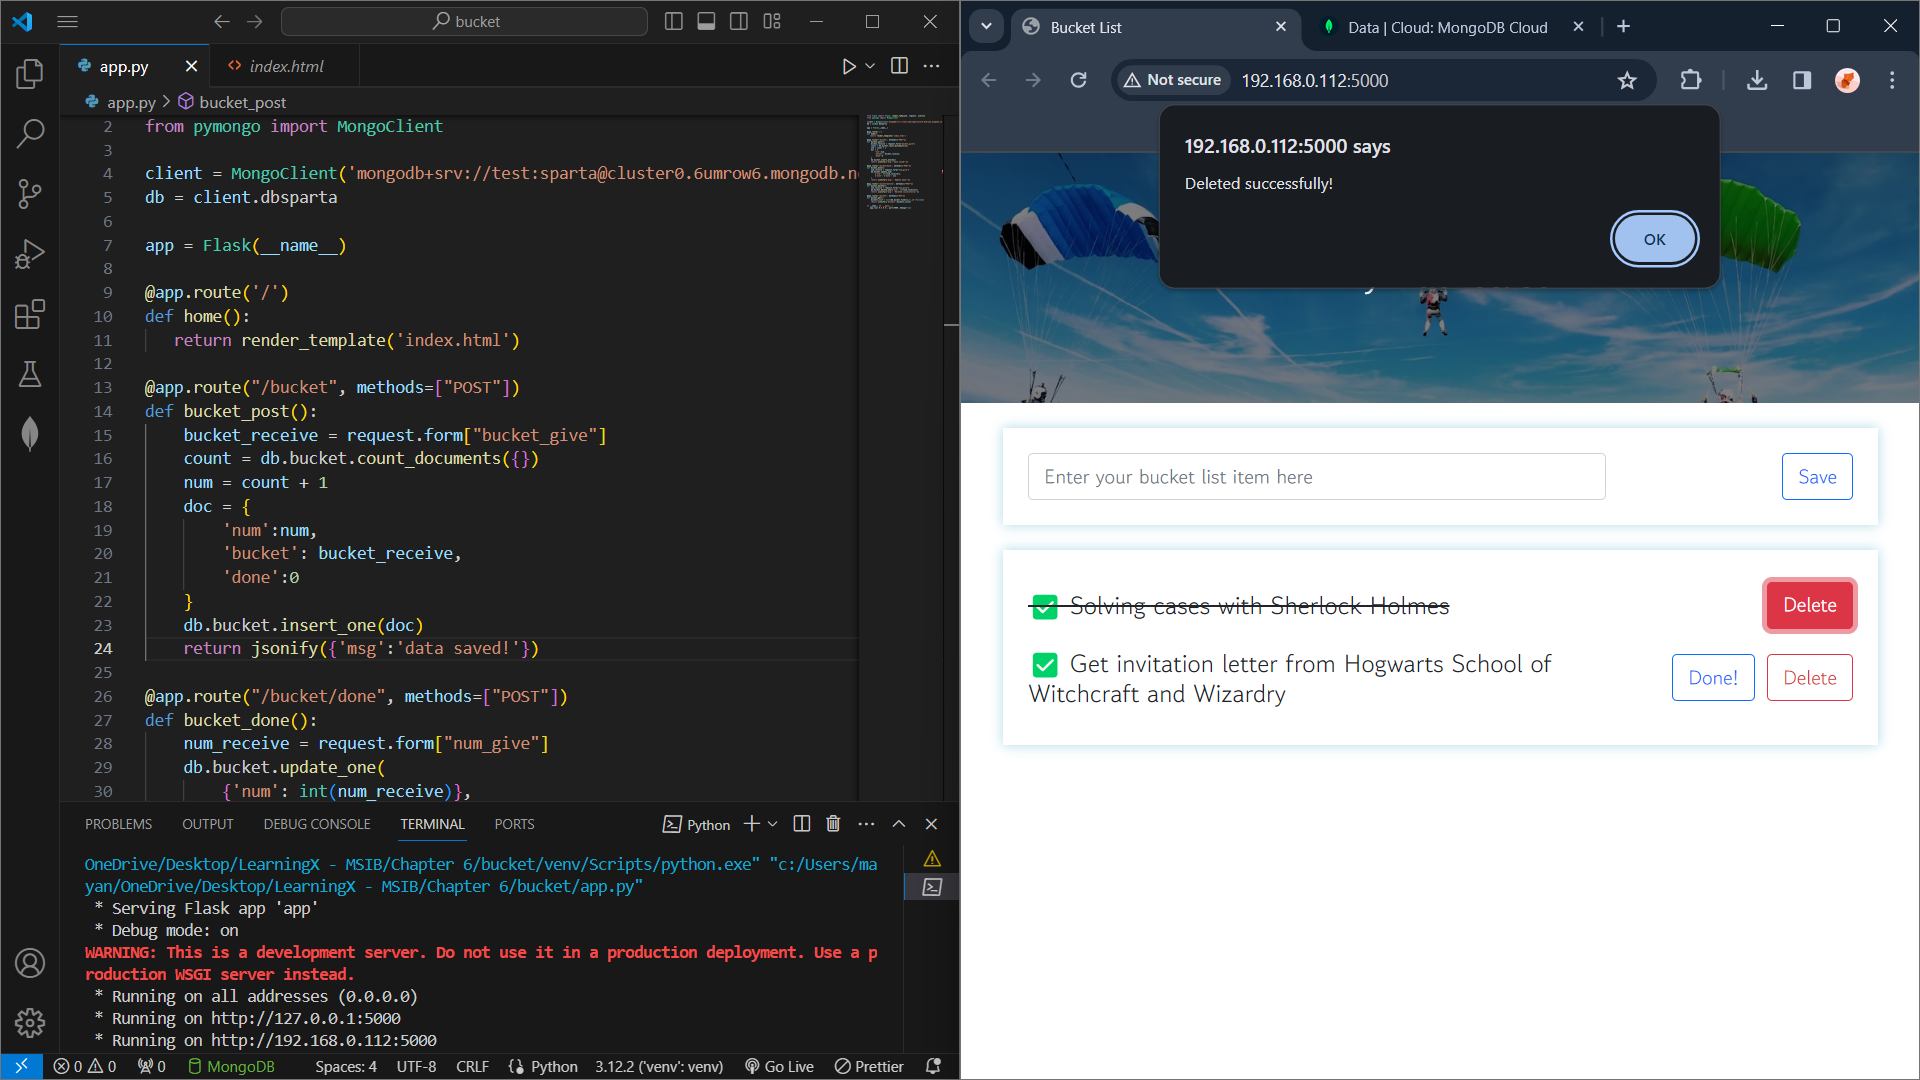 bucket
app.py
index.html
app.py > bucket_post
2 from pymongo import MongoClient
3
4 client = MongoClient('mongodb+srv://test:sparta@cluster0.6umrow6.mongodb.ne
5 db = client.dbsparta
6
7 app = Flask(__name__)
8
9 @app.route('/')
10 def home():
11 return render_template('index.html')
12
13 @app.route("/bucket", methods=["POST"])
14 def bucket_post():
15 bucket_receive = request.form["bucket_give"]
16 count = db.bucket.count_documents({})
17 num = count + 1
18 doc = {
19 'num':num,
20 'bucket': bucket_receive,
21 'done':0
22 }
23 db.bucket.insert_one(doc)
24 return jsonify({'msg':'data saved!'})
25
26 @app.route("/bucket/done", methods=["POST"])
27 def bucket_done():
28 num_receive = request.form["num_give"]
29 db.bucket.update_one(
30 {'num': int(num_receive)},
PROBLEMS OUTPUT DEBUG CONSOLE TERMINAL PORTS
Python
OneDrive/Desktop/LearningX - MSIB/Chapter 6/bucket/venv/Scripts/python.exe" "c:/Users/ma
yan/OneDrive/Desktop/LearningX - MSIB/Chapter 6/bucket/app.py"
* Serving Flask app 'app'
* Debug mode: on
WARNING: This is a development server. Do not use it in a production deployment. Use a p
roduction WSGI server instead.
* Running on all addresses (0.0.0.0)
* Running on http://127.0.0.1:5000
* Running on http://192.168.0.112:5000
0 0 0 MongoDB Spaces: 4 UTF-8 CRLF Python 3.12.2 ('venv': venv) Go Live Prettier
Bucket List
Data | Cloud: MongoDB Cloud
Not secure 192.168.0.112:5000
192.168.0.112:5000 says
Deleted successfully!
OK
Enter your bucket list item here
Save
Solving cases with Sherlock Holmes
Delete
Get invitation letter from Hogwarts School of
Witchcraft and Wizardry
Done!
Delete